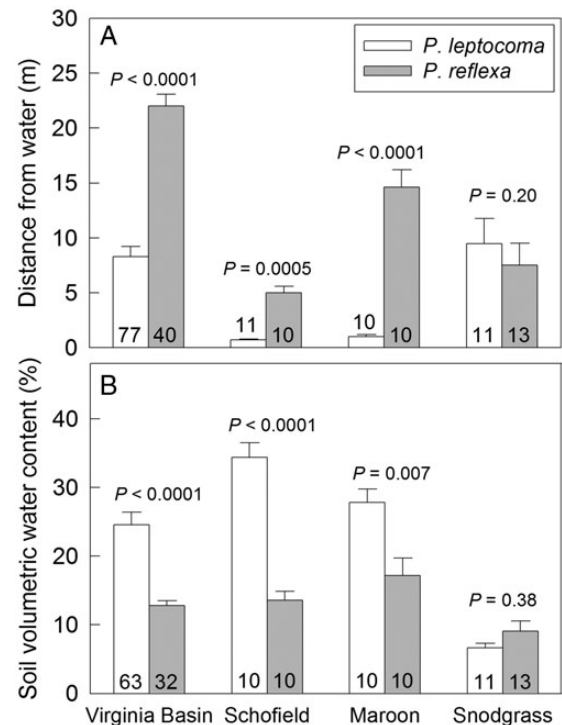 A
P. leptocoma
P. reflexa
Distance from water (m)
30
25
20
15
10
5
0
P < 0.0001
P = 0.0005
P < 0.0001
P = 0.20
77 40 11 10 10 10 11 13
B
Soil volumetric water content (%)
40
30
20
10
0
P < 0.0001
P < 0.0001
P = 0.007
P = 0.38
63 32 10 10 10 10 11 13
Virginia Basin Schofield Maroon Snodgrass